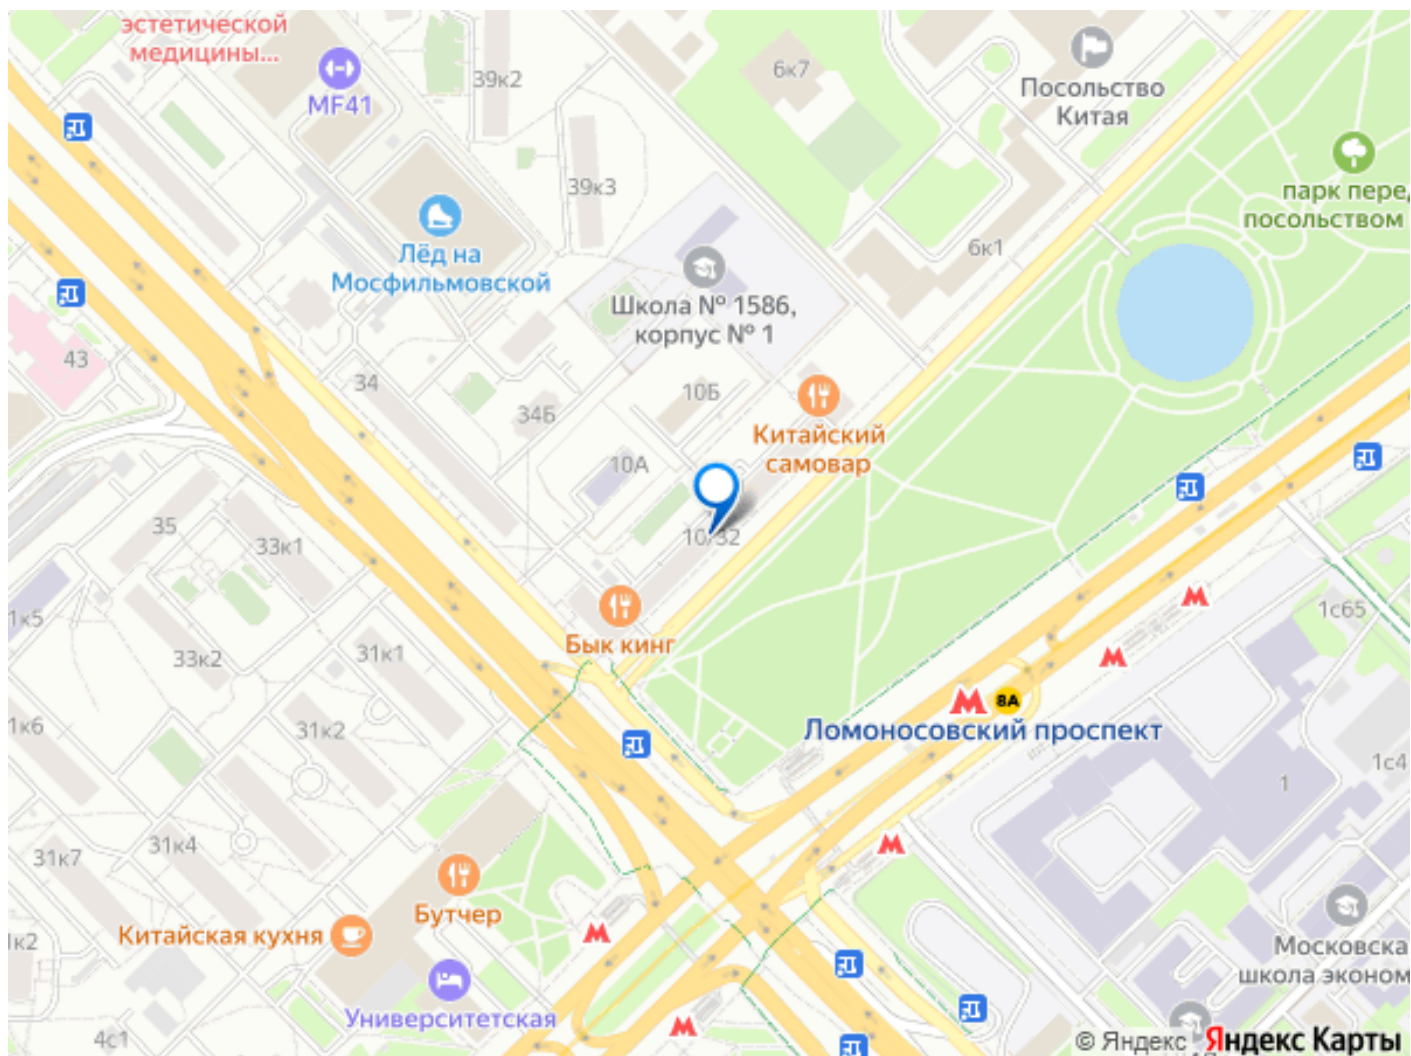 эстетической
медицины...
MF41
39к2
6к7
Посольство
Китая
39к3
парк пере
посольством
6к1
Лёд на
Мосфильмовской
Школа № 1586,
корпус № 1
43
34
34Б
10Б
Китайский
самовар
10А
10/32
35
33к1
1к5
33к2
31к1
Бык кинг
1с65
8А
Ломоносовский проспект
1к6
31к2
1с4
1
31к7
31к4
Бутчер
Китайская кухня
1к2
Московска
школа эконом
Университетская
4с1
© Яндекс Яндекс Карты